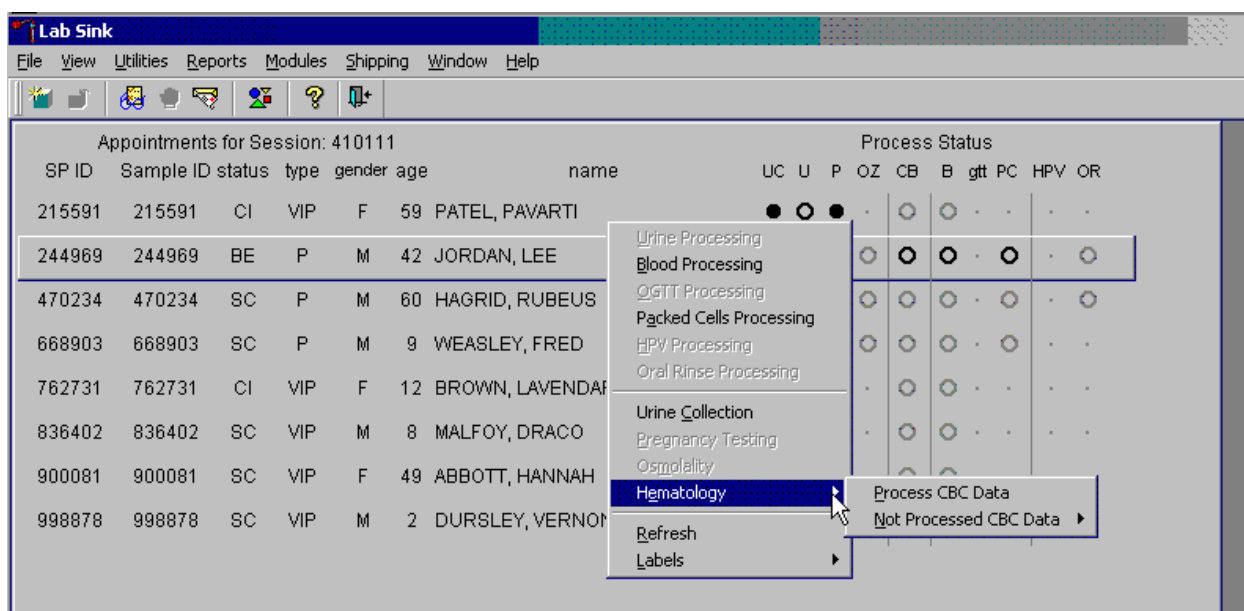 Lab Sink
File View Utilities Reports Modules Shipping Window Help
Appointments for Session: 410111 Process Status
SP ID Sample ID status type gender age name UC U P OZ CB B gtt PC HPV OR
215591 215591 CI VIP F 59 PATEL, PAVARTI
244969 244969 BE P M 42 JORDAN, LEE
470234 470234 SC P M 60 HAGRID, RUBEUS
668903 668903 SC P M 9 WEASLEY, FRED
762731 762731 CI VIP F 12 BROWN, LAVENDAR
836402 836402 SC VIP M 8 MALFOY, DRACO
900081 900081 SC VIP F 49 ABBOTT, HANNAH
998878 998878 SC VIP M 2 DURSLEY, VERNON
Urine Processing
Blood Processing
OGTT Processing
Packed Cells Processing
HPV Processing
Oral Rinse Processing
Urine Collection
Pregnancy Testing
Osmolality
Hematology
Refresh
Labels
Process CBC Data
Not Processed CBC Data